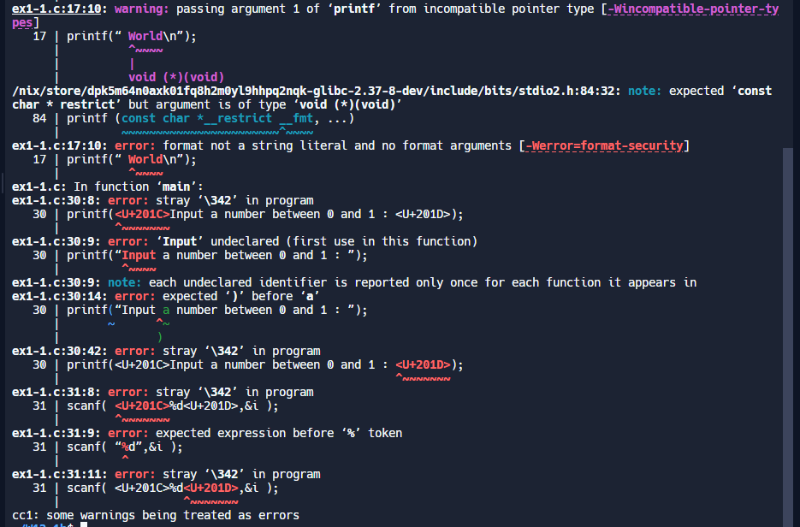 ex1-1.c:17:10: warning: passing argument 1 of ‘printf’ from incompatible pointer type [-Wincompatible-pointer-ty
pes]
   17 | printf(“ World\n”);
      |          ^~~~~
      |          |
      |          void (*)(void)
/nix/store/dpk5m64n0axk01fq8h2m0yl9hhpq2nqk-glibc-2.37-8-dev/include/bits/stdio2.h:84:32: note: expected ‘const
char * restrict’ but argument is of type ‘void (*)(void)’
   84 | printf (const char *__restrict __fmt, ...)
      |         ~~~~~~~~~~~~~~~~~~~~~~~^~~~~
ex1-1.c:17:10: error: format not a string literal and no format arguments [-Werror=format-security]
   17 | printf(“ World\n”);
      |          ^~~~~
ex1-1.c: In function ‘main’:
ex1-1.c:30:8: error: stray ‘\342’ in program
   30 | printf(<U+201C>Input a number between 0 and 1 : <U+201D>);
      |        ^~~~~~~~
ex1-1.c:30:9: error: ‘Input’ undeclared (first use in this function)
   30 | printf(“Input a number between 0 and 1 : ”);
      |         ^~~~~
ex1-1.c:30:9: note: each undeclared identifier is reported only once for each function it appears in
ex1-1.c:30:14: error: expected ‘)’ before ‘a’
   30 | printf(“Input a number between 0 and 1 : ”);
      |       ~      ^~
      |              )
ex1-1.c:30:42: error: stray ‘\342’ in program
   30 | printf(<U+201C>Input a number between 0 and 1 : <U+201D>);
      |                                                 ^~~~~~~~
ex1-1.c:31:8: error: stray ‘\342’ in program
   31 | scanf( <U+201C>%d<U+201D>,&i );
      |        ^~~~~~~~
ex1-1.c:31:9: error: expected expression before ‘%’ token
   31 | scanf( “%d”,&i );
      |         ^
ex1-1.c:31:11: error: stray ‘\342’ in program
   31 | scanf( <U+201C>%d<U+201D>,&i );
      |                  ^~~~~~~~
cc1: some warnings being treated as errors